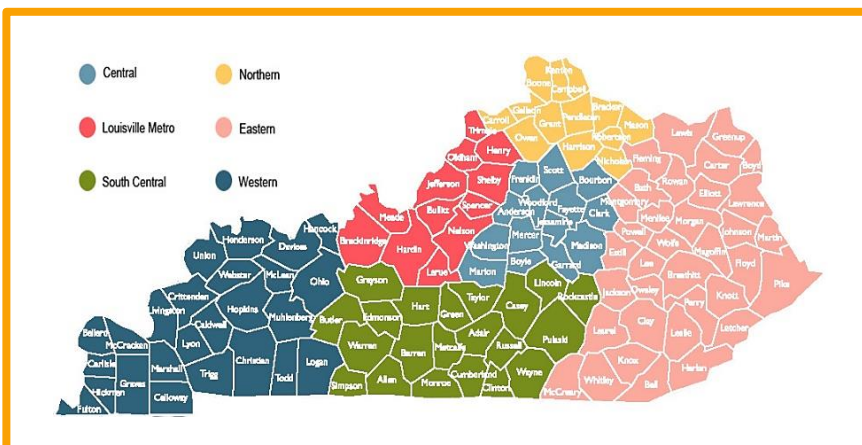 Central
Northern
Louisville Metro
Eastern
South Central
Western
Kenton
Boone
Campbell
Gallatin
Carroll
Grant
Pendleton
Bracken
Mason
Robertson
Owen
Harrison
Nicholas
Trimble
Henry
Oldham
Jefferson
Shelby
Spencer
Bullitt
Nelson
Meade
Breckinridge
Hardin
Larue
Scott
Franklin
Bourbon
Woodford
Fayette
Anderson
Clark
Jessamine
Mercer
Washington
Madison
Boyle
Garrard
Marion
Lewis
Greenup
Fleming
Carter
Boyd
Rowan
Bath
Elliott
Montgomery
Lawrence
Menifee
Morgan
Johnson
Martin
Powell
Wolfe
Magoffin
Estill
Lee
Floyd
Breathitt
Pike
Jackson
Owsley
Knott
Perry
Clay
Leslie
Letcher
Laurel
Knox
Harlan
Whitley
Bell
McCreary
Hancock
Henderson
Daviess
Union
Webster
McLean
Ohio
Crittenden
Livingston
Hopkins
Muhlenberg
Caldwell
Ballard
McCracken
Lyon
Carlisle
Marshall
Christian
Logan
Graves
Trigg
Todd
Hickman
Calloway
Fulton
Grayson
Hart
Taylor
Casey
Lincoln
Rockcastle
Butler
Edmonson
Green
Adair
Pulaski
Warren
Barren
Metcalfe
Russell
Simpson
Allen
Monroe
Cumberland
Clinton
Wayne